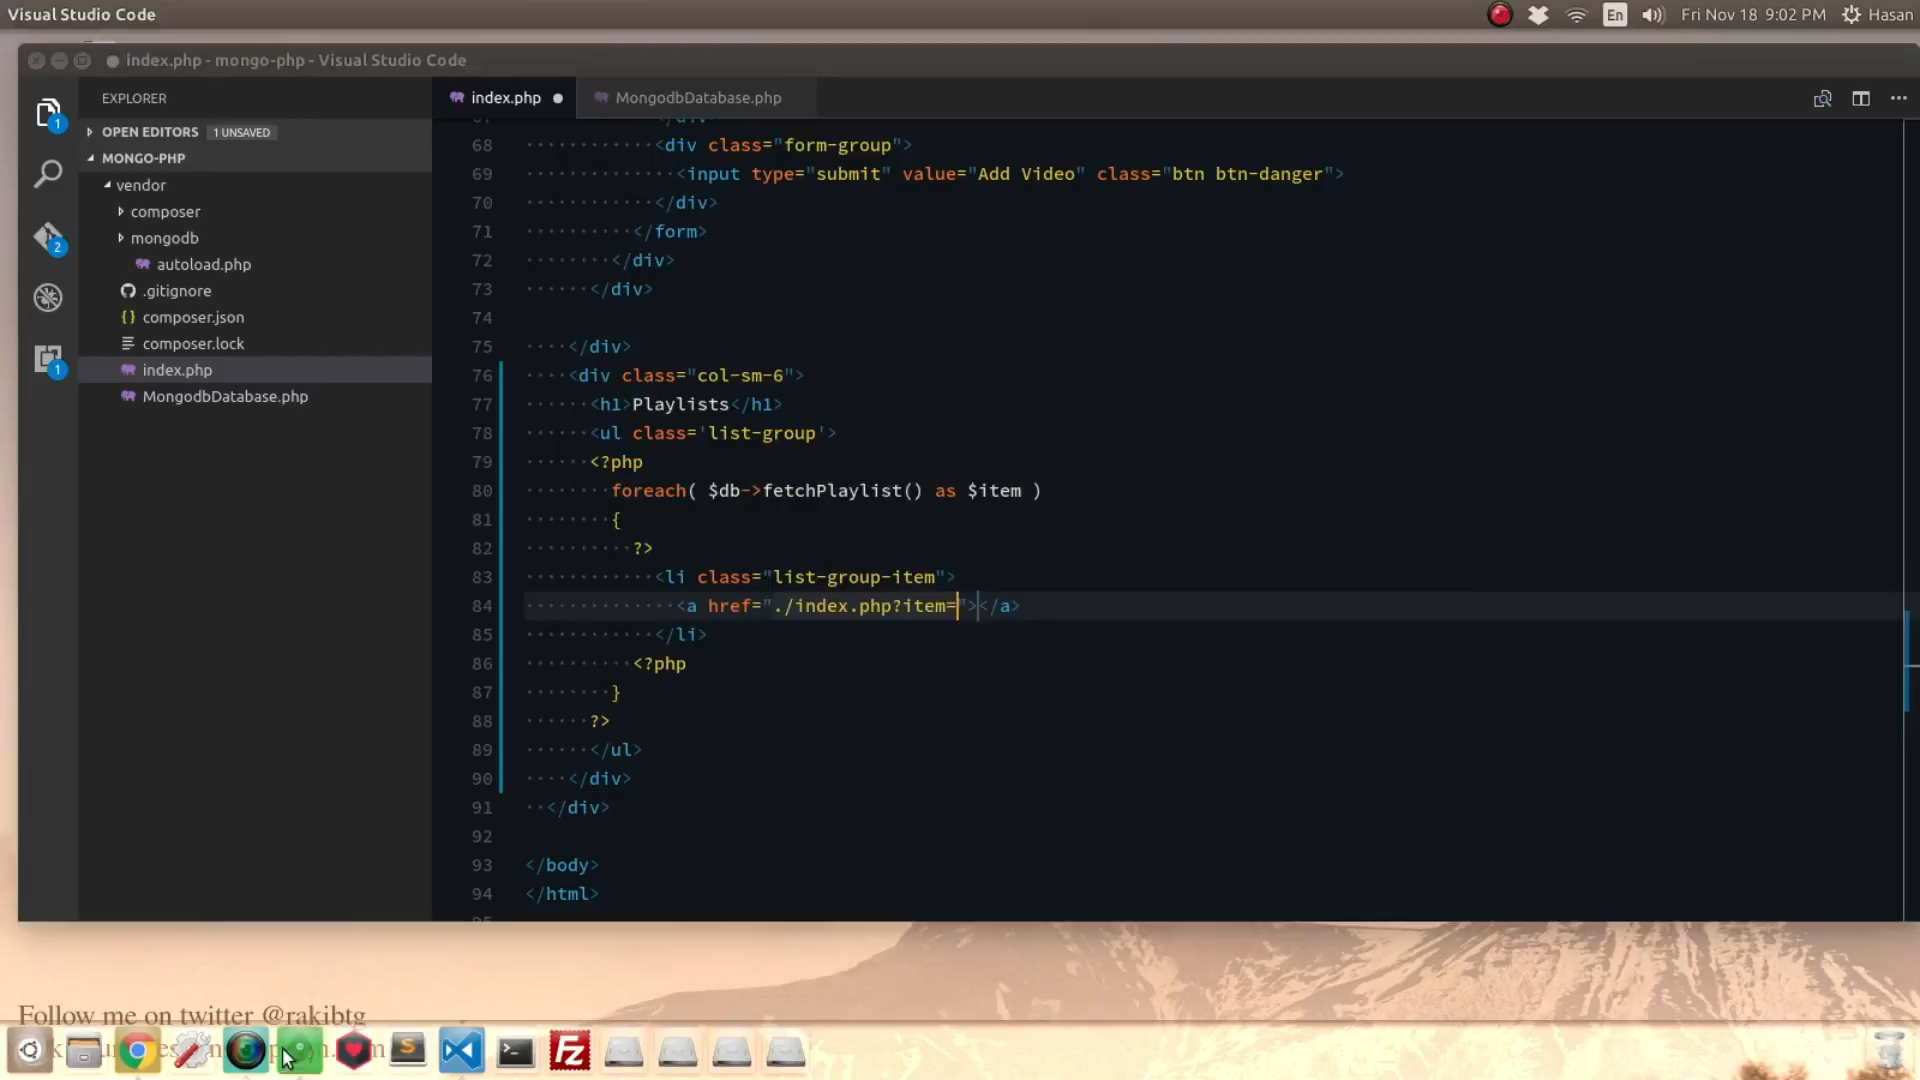 Visual Studio Code
En
Fri Nov 18 9:02 PM
Hasan
index.php - mongo-php - Visual Studio Code
EXPLORER
OPEN EDITORS 1 UNSAVED
MONGO-PHP
vendor
composer
mongodb
autoload.php
.gitignore
composer.json
composer.lock
index.php
MongodbDatabase.php
1
2
1
index.php
MongodbDatabase.php
68 <div class="form-group">
69 <input type="submit" value="Add Video" class="btn btn-danger">
70 </div>
71 </form>
72 </div>
73 </div>
74
75 </div>
76 <div class="col-sm-6">
77 <h1>Playlists</h1>
78 <ul class='list-group'>
79 <?php
80 foreach( $db->fetchPlaylist() as $item )
81 {
82 ?>
83 <li class="list-group-item">
84 <a href="./index.php?item="></a>
85 </li>
86 <?php
87 }
88 ?>
89 </ul>
90 </div>
91 </div>
92
93 </body>
94 </html>
Follow me on twitter @rakibtg